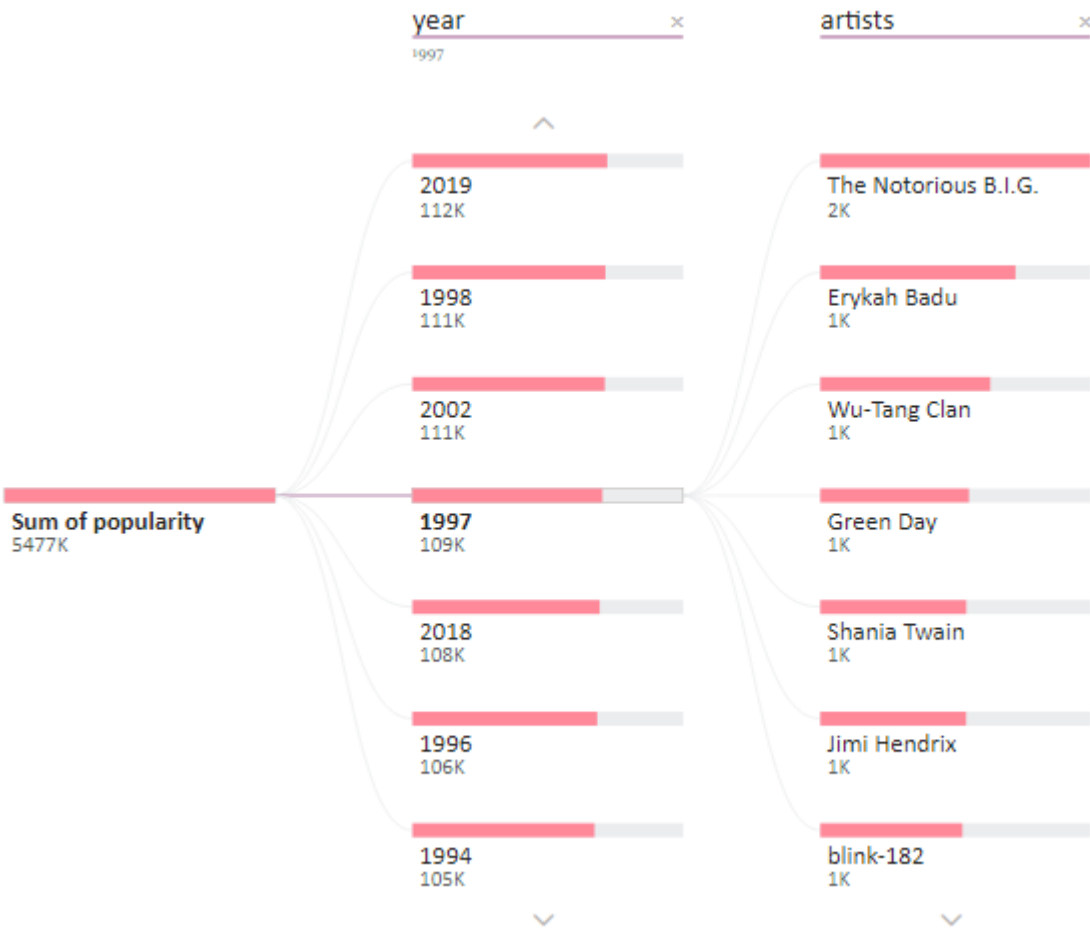 year ×
artists ×
1997
2019
112K
1998
111K
2002
111K
Sum of popularity
5477K
1997
109K
2018
108K
1996
106K
1994
105K
The Notorious B.I.G.
2K
Erykah Badu
1K
Wu-Tang Clan
1K
Green Day
1K
Shania Twain
1K
Jimi Hendrix
1K
blink-182
1K